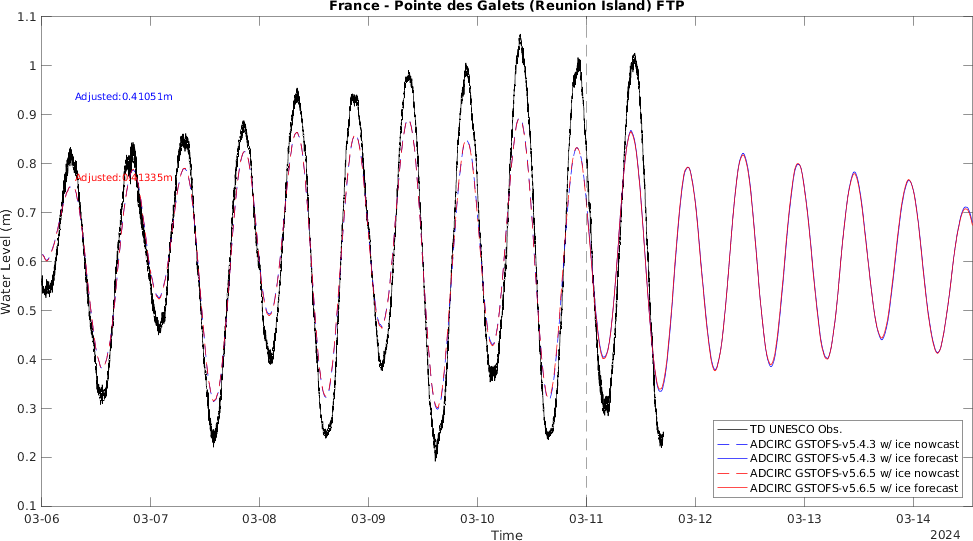 France - Pointe des Galets (Reunion Island) FTP
1.1
1
0.9
0.8
0.7
0.6
0.5
0.4
0.3
0.2
0.1
Water Level (m)
Adjusted:0.41051m
Adjusted:0.41335m
TD UNESCO Obs.
ADCIRC GSTOFS-v5.4.3 w/ ice nowcast
ADCIRC GSTOFS-v5.4.3 w/ ice forecast
ADCIRC GSTOFS-v5.6.5 w/ ice nowcast
ADCIRC GSTOFS-v5.6.5 w/ ice forecast
03-06 03-07 03-08 03-09 03-10 03-11 03-12 03-13 03-14
Time
2024